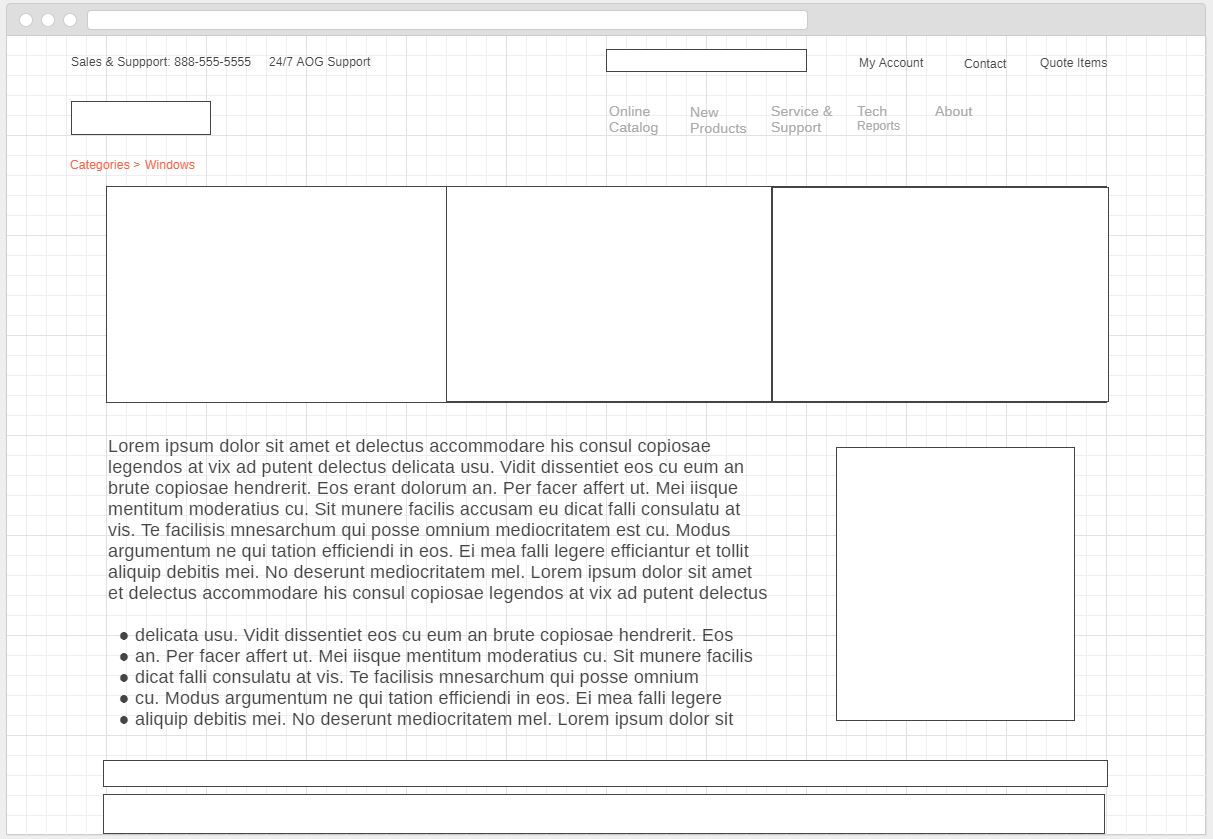 Sales & Suppport: 888-555-5555 24/7 AOG Support
My Account Contact Quote Items
Online Catalog
New Products
Service & Support
Tech Reports
About
Categories > Windows
Lorem ipsum dolor sit amet et delectus accommodare his consul copiosae
legendos at vix ad putent delectus delicata usu. Vidit dissentiet eos cu eum an
brute copiosae hendrerit. Eos erant dolorum an. Per facer affert ut. Mei iisque
mentitum moderatius cu. Sit munere facilis accusam eu dicat falli consulatu at
vis. Te facilisis mnesarchum qui posse omnium mediocritatem est cu. Modus
argumentum ne qui tation efficiendi in eos. Ei mea falli legere efficiantur et tollit
aliquip debitis mei. No deserunt mediocritatem mel. Lorem ipsum dolor sit amet
et delectus accommodare his consul copiosae legendos at vix ad putent delectus
● delicata usu. Vidit dissentiet eos cu eum an brute copiosae hendrerit. Eos
● an. Per facer affert ut. Mei iisque mentitum moderatius cu. Sit munere facilis
● dicat falli consulatu at vis. Te facilisis mnesarchum qui posse omnium
● cu. Modus argumentum ne qui tation efficiendi in eos. Ei mea falli legere
● aliquip debitis mei. No deserunt mediocritatem mel. Lorem ipsum dolor sit